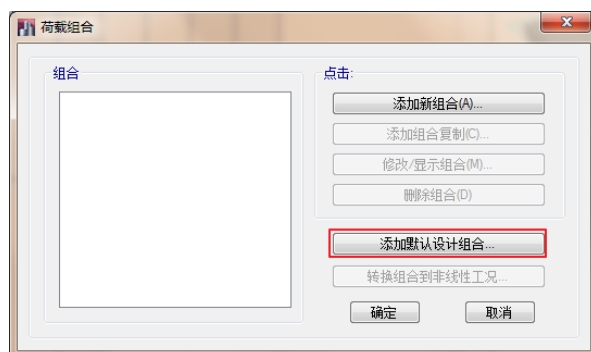 荷载组合
组合
点击:
添加新组合(A)...
添加组合复制(C)...
修改/显示组合(M)...
删除组合(D)
添加默认设计组合...
转换组合到非线性工况...
确定
取消